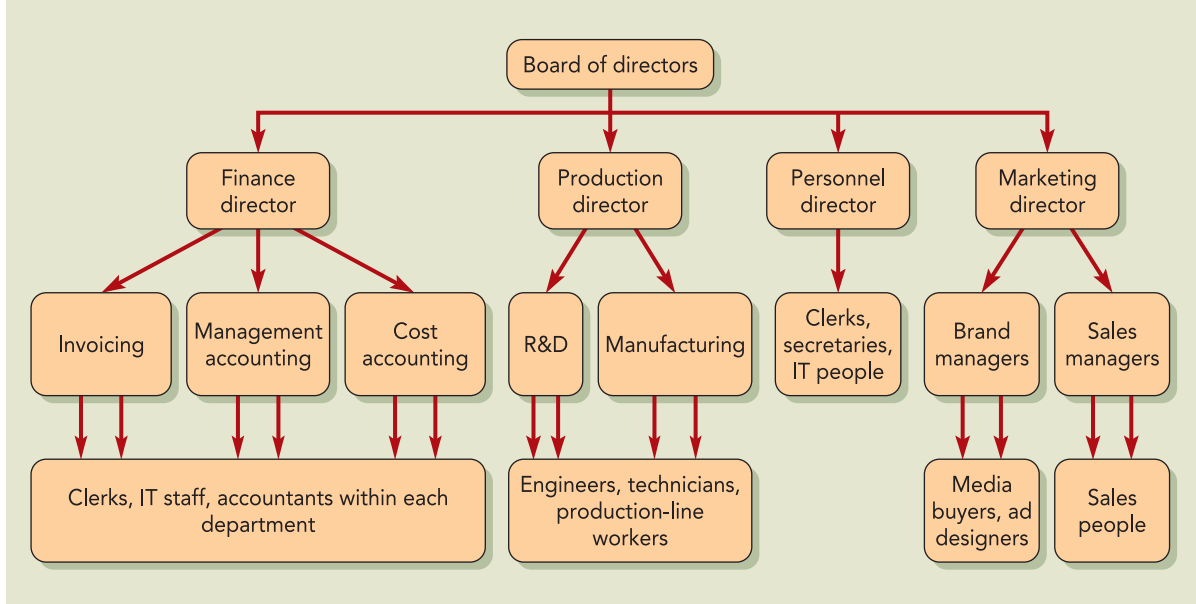 Board of directors
Finance
director
Production
director
Personnel
director
Marketing
director
Invoicing
Management
accounting
Cost
accounting
R&D
Manufacturing
Clerks,
secretaries,
IT people
Brand
managers
Sales
managers
Clerks, IT staff, accountants within each
department
Engineers, technicians,
production-line
workers
Media
buyers, ad
designers
Sales
people